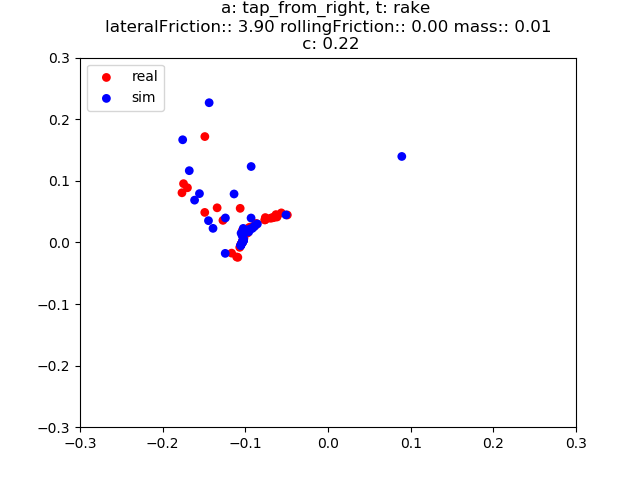 a: tap_from_right, t: rake
lateralFriction:: 3.90 rollingFriction:: 0.00 mass:: 0.01
c: 0.22
real
sim
0.3
0.2
0.1
0.0
−0.1
−0.2
−0.3
−0.3
−0.2
−0.1
0.0
0.1
0.2
0.3